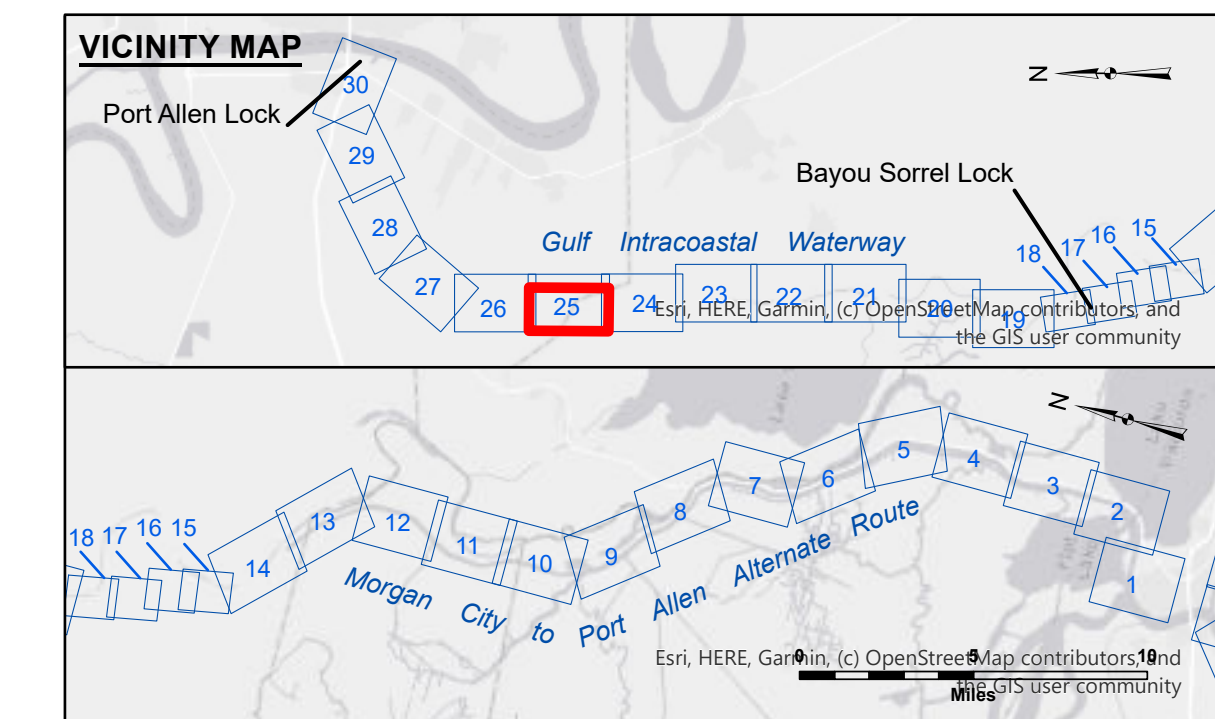 VICINITY MAP
N
30
Port Allen Lock
29
Bayou Sorrel Lock
28
Gulf Intracoastal Waterway
18 17 16 15
27
26 25 24 23 22 21 20 19
Esri, HERE, Garmin, (c) OpenStreetMap contributors, and
the GIS user community
N
18 17 16 15 14 13 12 11 10 9 8 7 6 5 4 3 2 1
Morgan City to Port Allen Alternate Route
Esri, HERE, Garmin, (c) OpenStreetMap contributors, and
the GIS user community
0 5 10
Miles